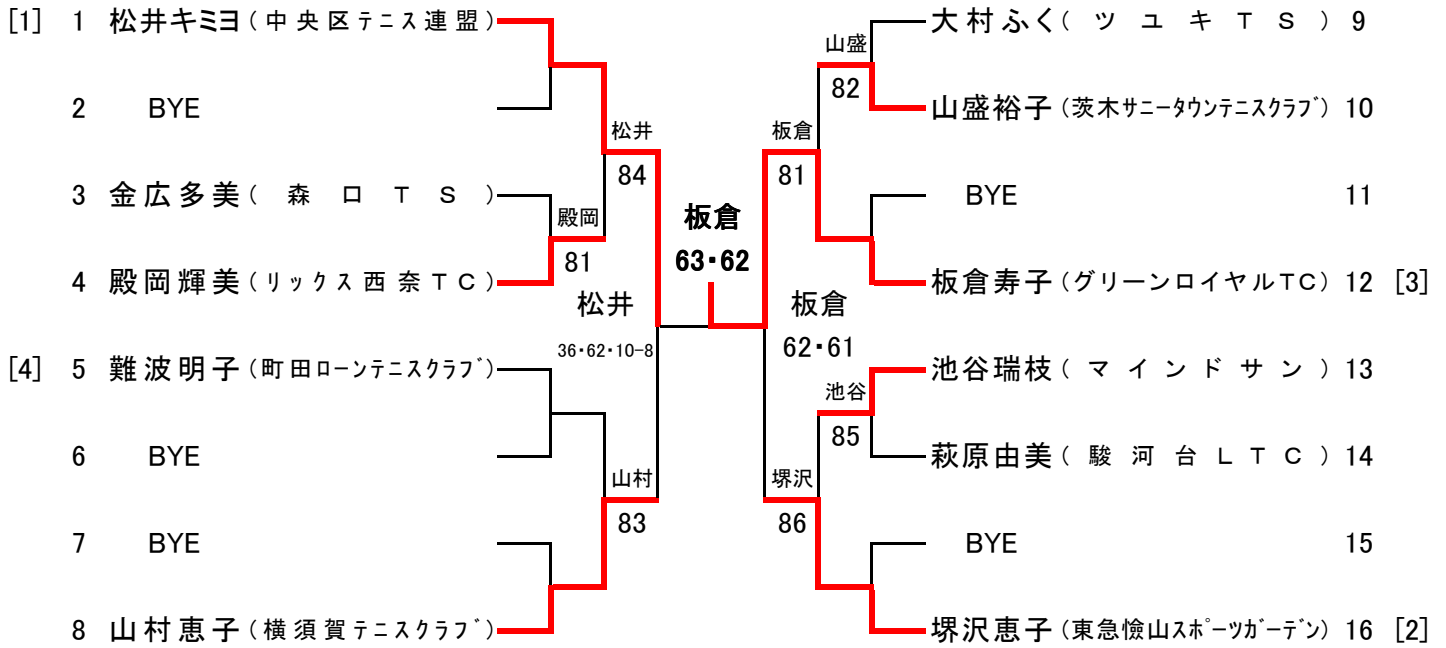 [1] 1 松井キミヨ(中央区テニス連盟)
2 BYE
3 金広多美(森口TS)
4 殿岡輝美(リックス西奈TC)
[4] 5 難波明子(町田ローンテニスクラブ)
6 BYE
7 BYE
8 山村恵子(横須賀テニスクラブ)
松井
84
殿岡
81
松井
36・62・10-8
山村
83
板倉
63・62
山盛
82
板倉
81
板倉
62・61
池谷
85
堺沢
86
大村ふく(ツユキTS) 9
山盛裕子(茨木サニータウンテニスクラブ) 10
BYE 11
板倉寿子(グリーンロイヤルTC) 12 [3]
池谷瑞枝(マインドサン) 13
萩原由美(駿河台LTC) 14
BYE 15
堺沢恵子(東急憸山スポーツガーデン) 16 [2]